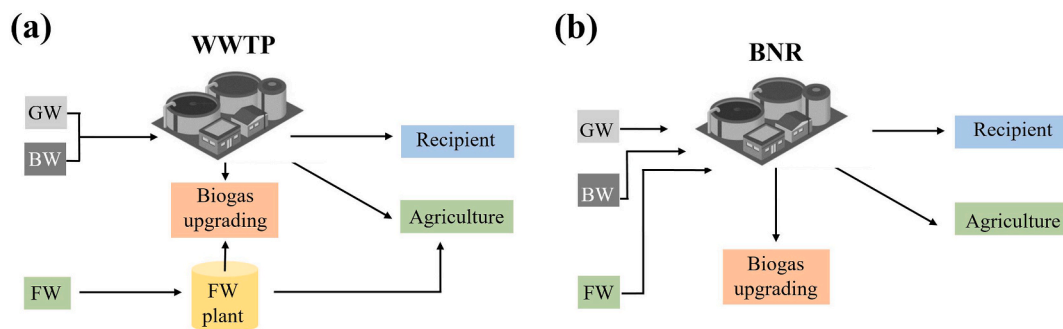 (a)
WWTP
GW
BW
Recipient
Biogas
upgrading
Agriculture
FW
FW
plant
(b)
BNR
GW
BW
FW
Recipient
Agriculture
Biogas
upgrading